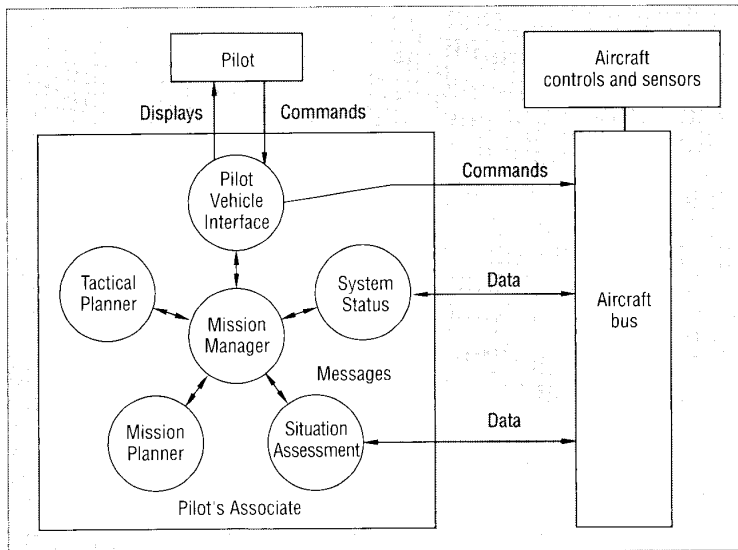 Pilot
Aircraft
controls and sensors
Displays
Commands
Pilot
Vehicle
Interface
Commands
Tactical
Planner
System
Status
Data
Mission
Manager
Aircraft
bus
Messages
Mission
Planner
Situation
Assessment
Data
Pilot's Associate